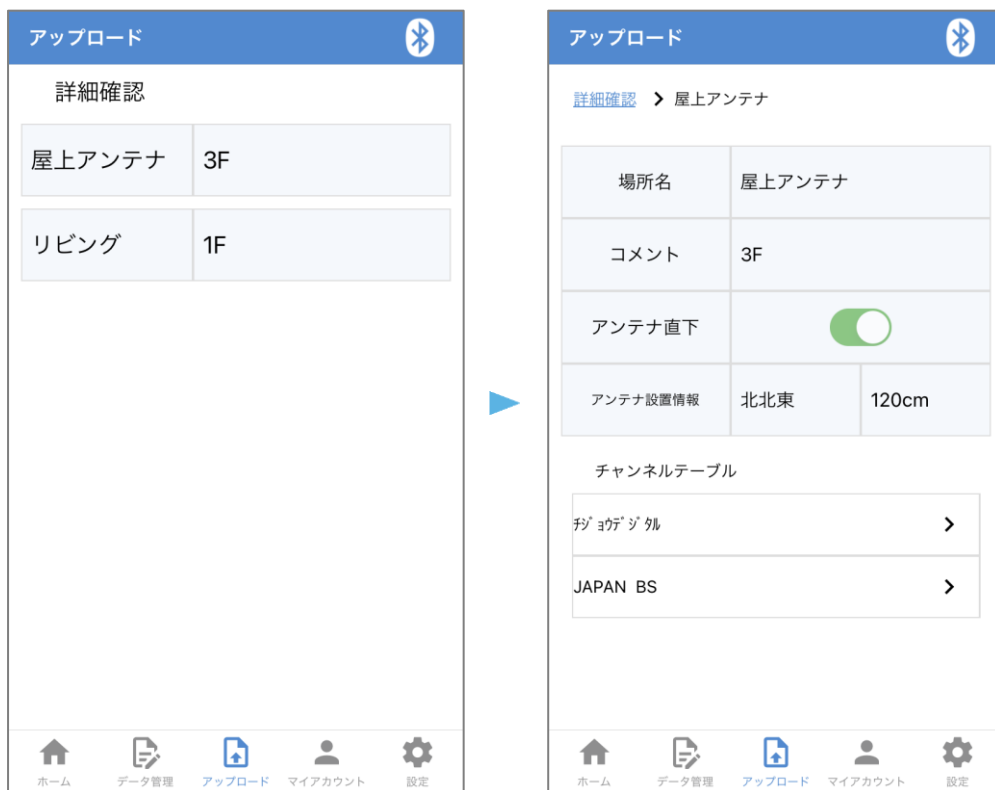 アップロード
詳細確認
屋上アンテナ 3F
リビング 1F
ホーム データ管理 アップロード マイアカウント 設定
アップロード
詳細確認 > 屋上アンテナ
場所名 屋上アンテナ
コメント 3F
アンテナ直下
アンテナ設置情報 北北東 120cm
チャンネルテーブル
ﾁｼﾞｮｳﾃﾞｼﾞﾀﾙ
JAPAN BS
ホーム データ管理 アップロード マイアカウント 設定